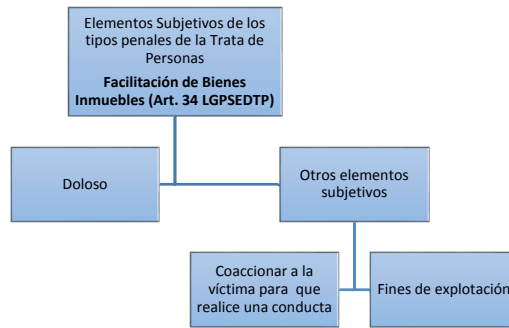 Elementos Subjetivos de los
tipos penales de la Trata de
Personas
Facilitación de Bienes
Inmuebles (Art. 34 LGPSEDTP)
Doloso
Otros elementos
subjetivos
Coaccionar a la
víctima para que
realice una conducta
Fines de explotación